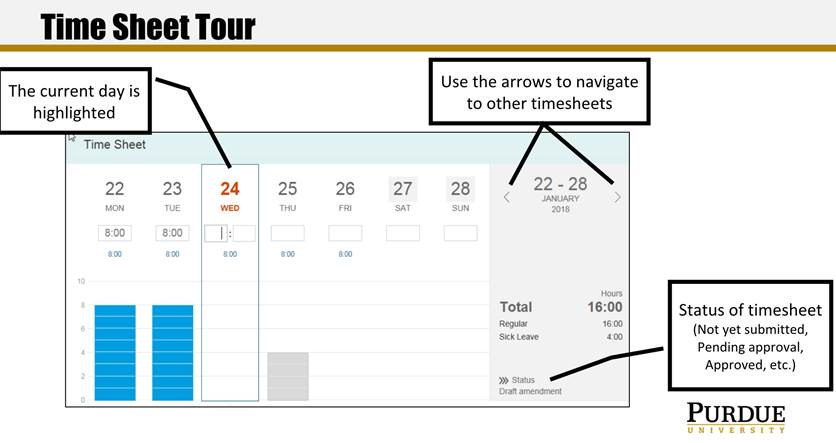 Time Sheet Tour
The current day is
highlighted
Use the arrows to navigate
to other timesheets
Time Sheet
22
MON
8:00
8:00
23
TUE
8:00
8:00
24
WED
:
8:00
25
THU
8:00
26
FRI
8:00
27
SAT
28
SUN
10
8
6
4
2
0
22 - 28
JANUARY
2018
Hours
Total 16:00
Regular 16:00
Sick Leave 4:00
Status
Draft amendment
Status of timesheet
(Not yet submitted,
Pending approval,
Approved, etc.)
PURDUE
UNIVERSITY